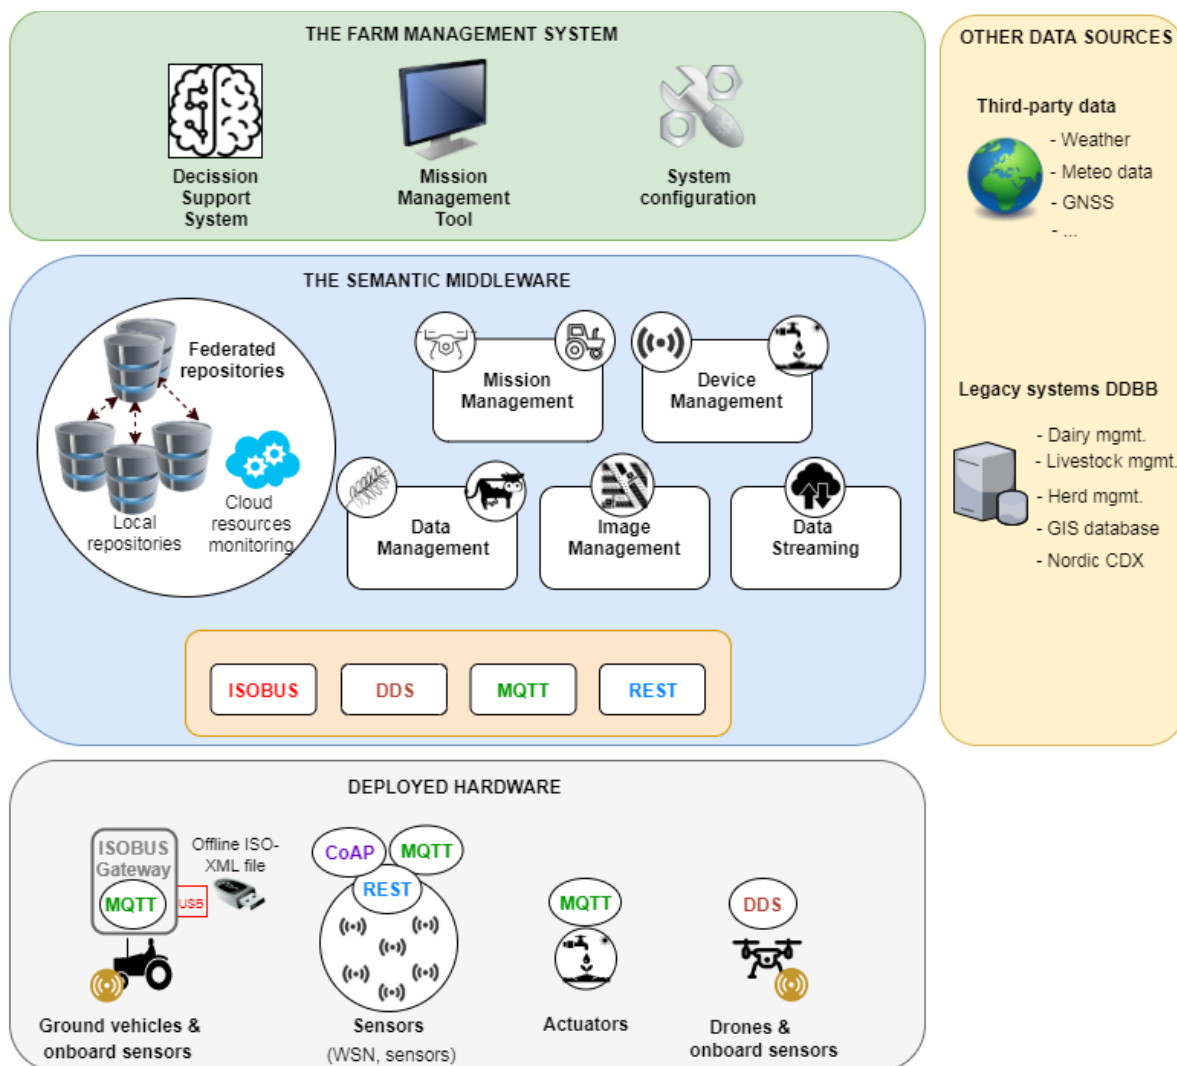 THE FARM MANAGEMENT SYSTEM
Decission
Support
System
Mission
Management
Tool
System
configuration
OTHER DATA SOURCES
Third-party data
- Weather
- Meteo data
- GNSS
- ...
Legacy systems DDBB
- Dairy mgmt.
- Livestock mgmt.
- Herd mgmt.
- GIS database
- Nordic CDX
THE SEMANTIC MIDDLEWARE
Federated
repositories
Local
repositories
Cloud
resources
monitoring
Mission
Management
Device
Management
Data
Management
Image
Management
Data
Streaming
ISOBUS
DDS
MQTT
REST
DEPLOYED HARDWARE
ISOBUS
Gateway
MQTT
USB
Offline ISO-
XML file
Ground vehicles &
onboard sensors
CoAP
MQTT
REST
Sensors
(WSN, sensors)
MQTT
Actuators
DDS
Drones &
onboard sensors